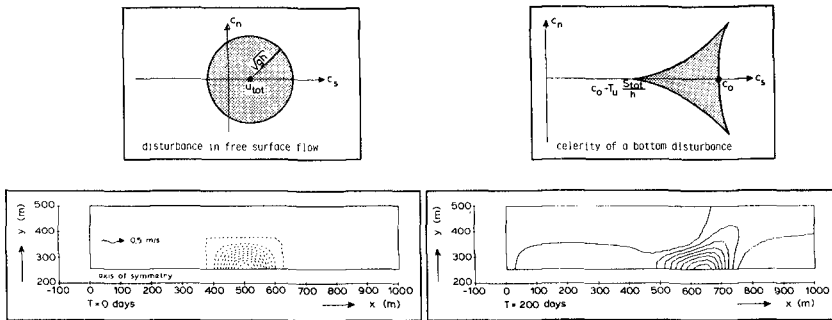 c_n
√gh
u_tot
c_s
disturbance in free surface flow
c_n
c_o - T_u S_tot/h
c_o
c_s
celerity of a bottom disturbance
500
400
300
200
y (m)
0,5 m/s
axis of symmetry
T = 0 days
-100 0 100 200 300 400 500 600 700 800 900 1000
x (m)
500
400
300
200
y (m)
T = 200 days
-100 0 100 200 300 400 500 600 700 800 900 1000
x (m)